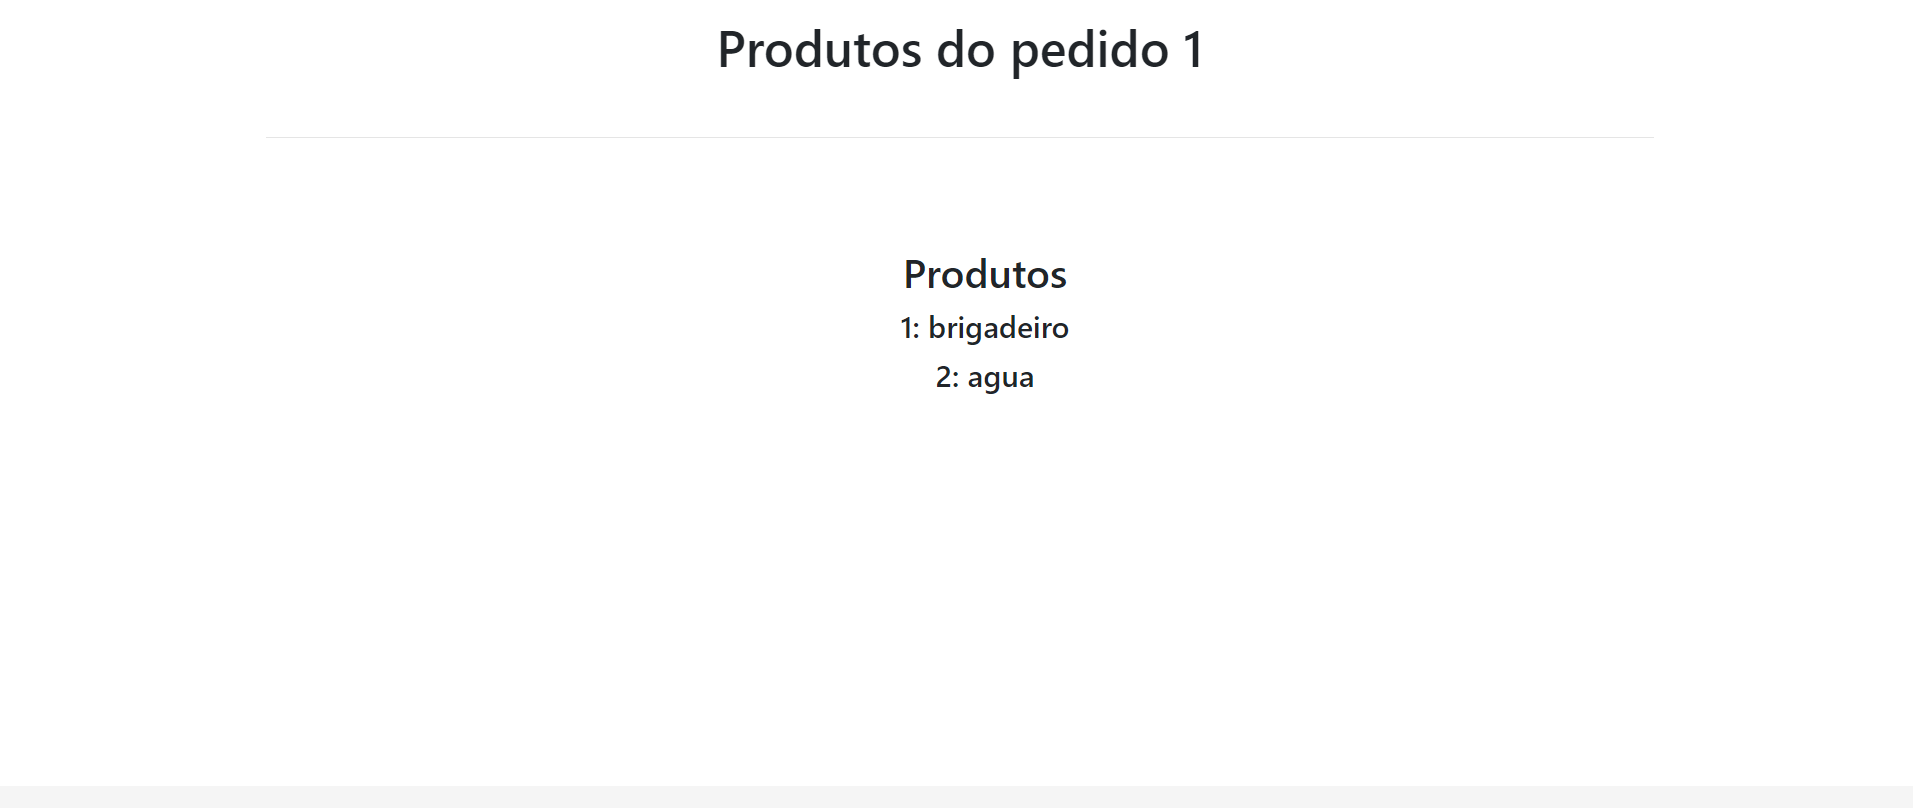 Produtos do pedido 1
Produtos
1: brigadeiro
2: agua